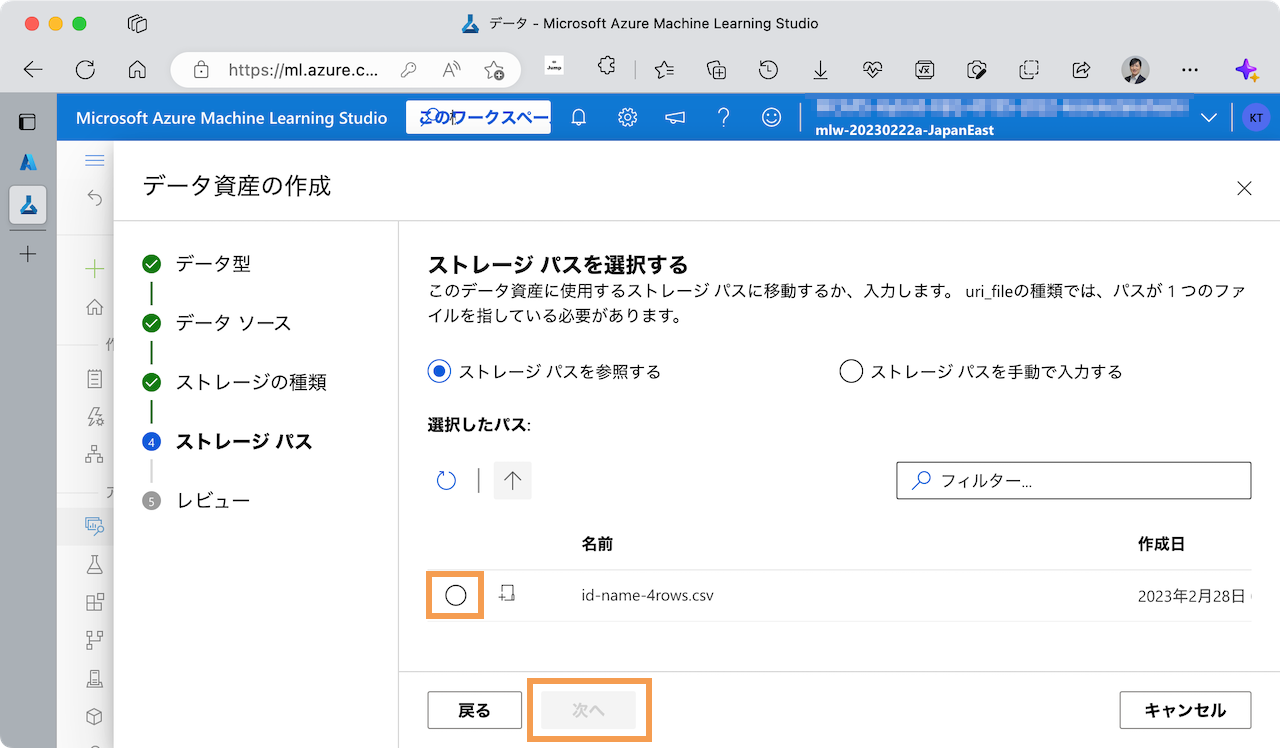 データ - Microsoft Azure Machine Learning Studio
https://ml.azure.c...
Microsoft Azure Machine Learning Studio
このワークスペー
mlw-20230222a-JapanEast
KT
データ資産の作成
データ型
データ ソース
ストレージの種類
4 ストレージ パス
5 レビュー
ストレージ パスを選択する
このデータ資産に使用するストレージ パスに移動するか、入力します。 uri_fileの種類では、パスが 1 つのファ
イルを指している必要があります。
ストレージ パスを参照する
ストレージ パスを手動で入力する
選択したパス:
フィルター...
名前
作成日
id-name-4rows.csv
2023年2月28日
戻る
次へ
キャンセル